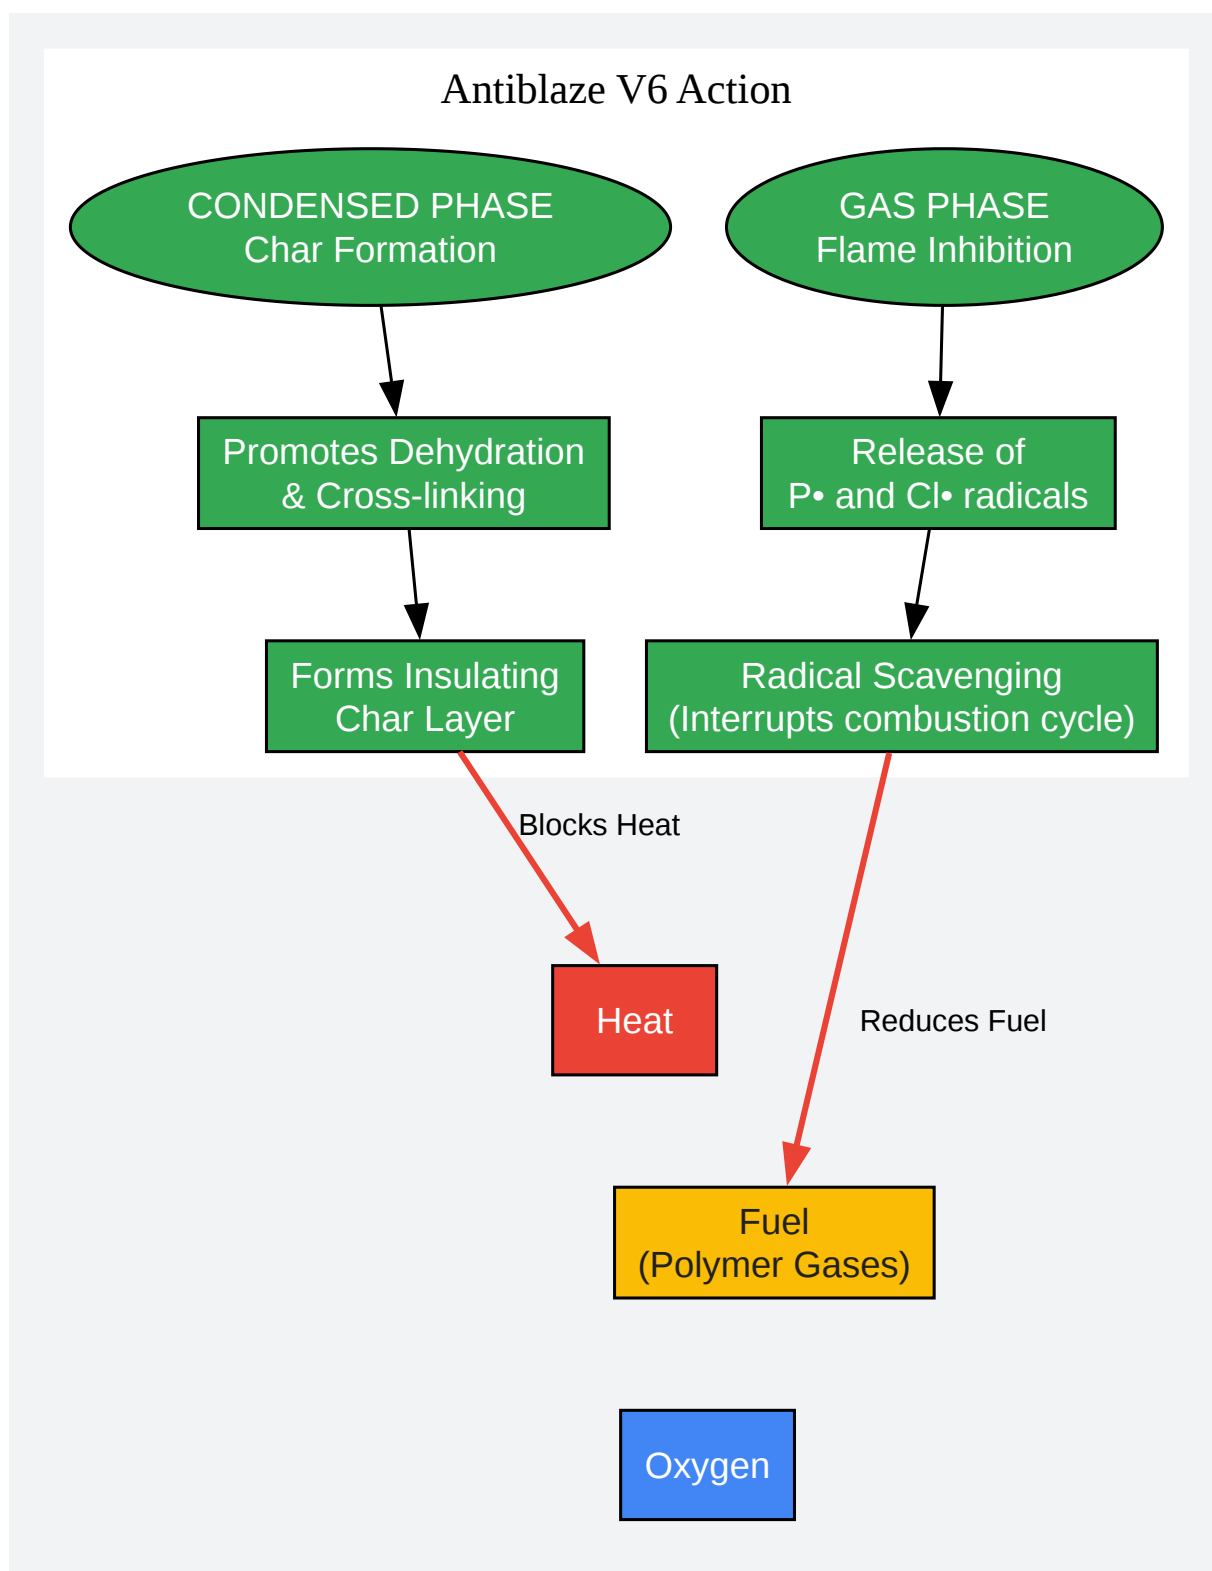 Antiblaze V6 Action
CONDENSED PHASE
Char Formation
GAS PHASE
Flame Inhibition
Promotes Dehydration
& Cross-linking
Release of
P• and Cl• radicals
Forms Insulating
Char Layer
Radical Scavenging
(Interrupts combustion cycle)
Blocks Heat
Heat
Reduces Fuel
Fuel
(Polymer Gases)
Oxygen